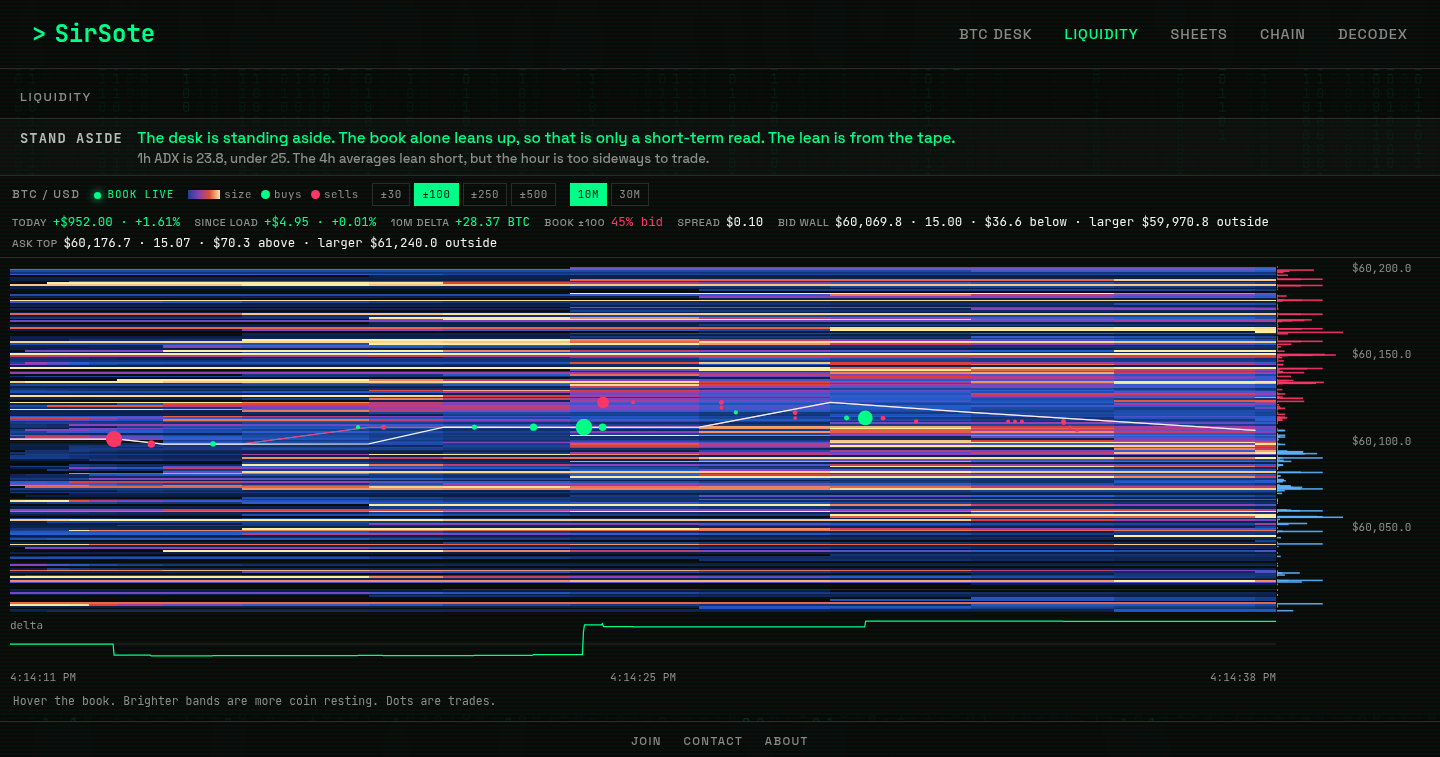 > SirSote
BTC DESK LIQUIDITY SHEETS CHAIN DECODEX
LIQUIDITY
STAND ASIDE The desk is standing aside. The book alone leans up, so that is only a short-term read. The lean is from the tape.
1h ADX is 23.8, under 25. The 4h averages lean short, but the hour is too sideways to trade.
BTC / USD BOOK LIVE size buys sells ±30 ±100 ±250 ±500 10M 30M
TODAY +$952.00 · +1.61% SINCE LOAD +$4.95 · +0.01% 10M DELTA +28.37 BTC BOOK ±100 45% bid SPREAD $0.10 BID WALL $60,069.8 · 15.00 · $36.6 below · larger $59,970.8 outside
ASK TOP $60,176.7 · 15.07 · $70.3 above · larger $61,240.0 outside
$60,200.0
$60,150.0
$60,100.0
$60,050.0
delta
4:14:11 PM 4:14:25 PM 4:14:38 PM
Hover the book. Brighter bands are more coin resting. Dots are trades.
JOIN CONTACT ABOUT